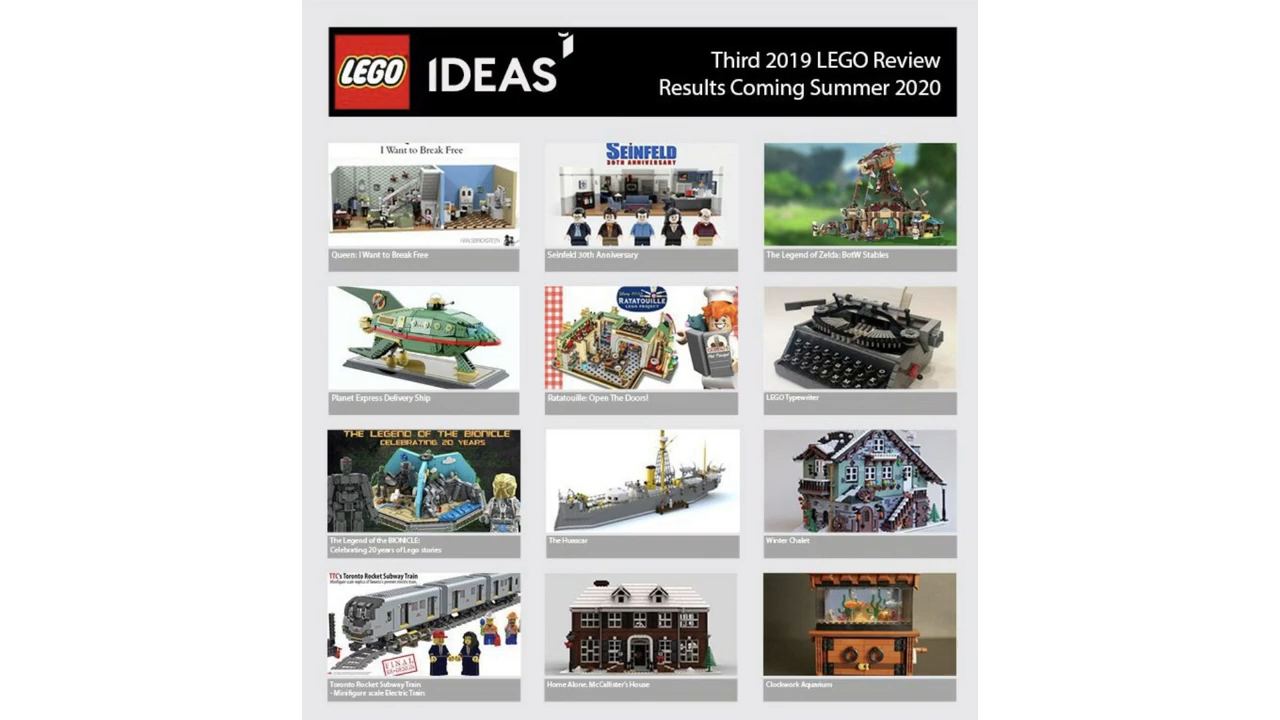 LEGO IDEAS
Third 2019 LEGO Review
Results Coming Summer 2020
I Want to Break Free
Queen: I Want to Break Free
SEiNFELD
30TH ANNIVERSARY
Seinfeld 30th Anniversary
The Legend of Zelda: BotW Stables
Planet Express Delivery Ship
RATATOUILLE
LEGO PROJECT
Ratatouille: Open The Doors!
LEGO Typewriter
THE LEGEND OF THE BIONICLE
CELEBRATING 20 YEARS
The Legend of the BIONICLE:
Celebrating 20 years of Lego stories
The Huascar
Winter Chalet
TTC's Toronto Rocket Subway Train
FINAL
Toronto Rocket Subway Train
- Minifigure scale Electric Train
Home Alone: McCallister's House
Clockwork Aquarium